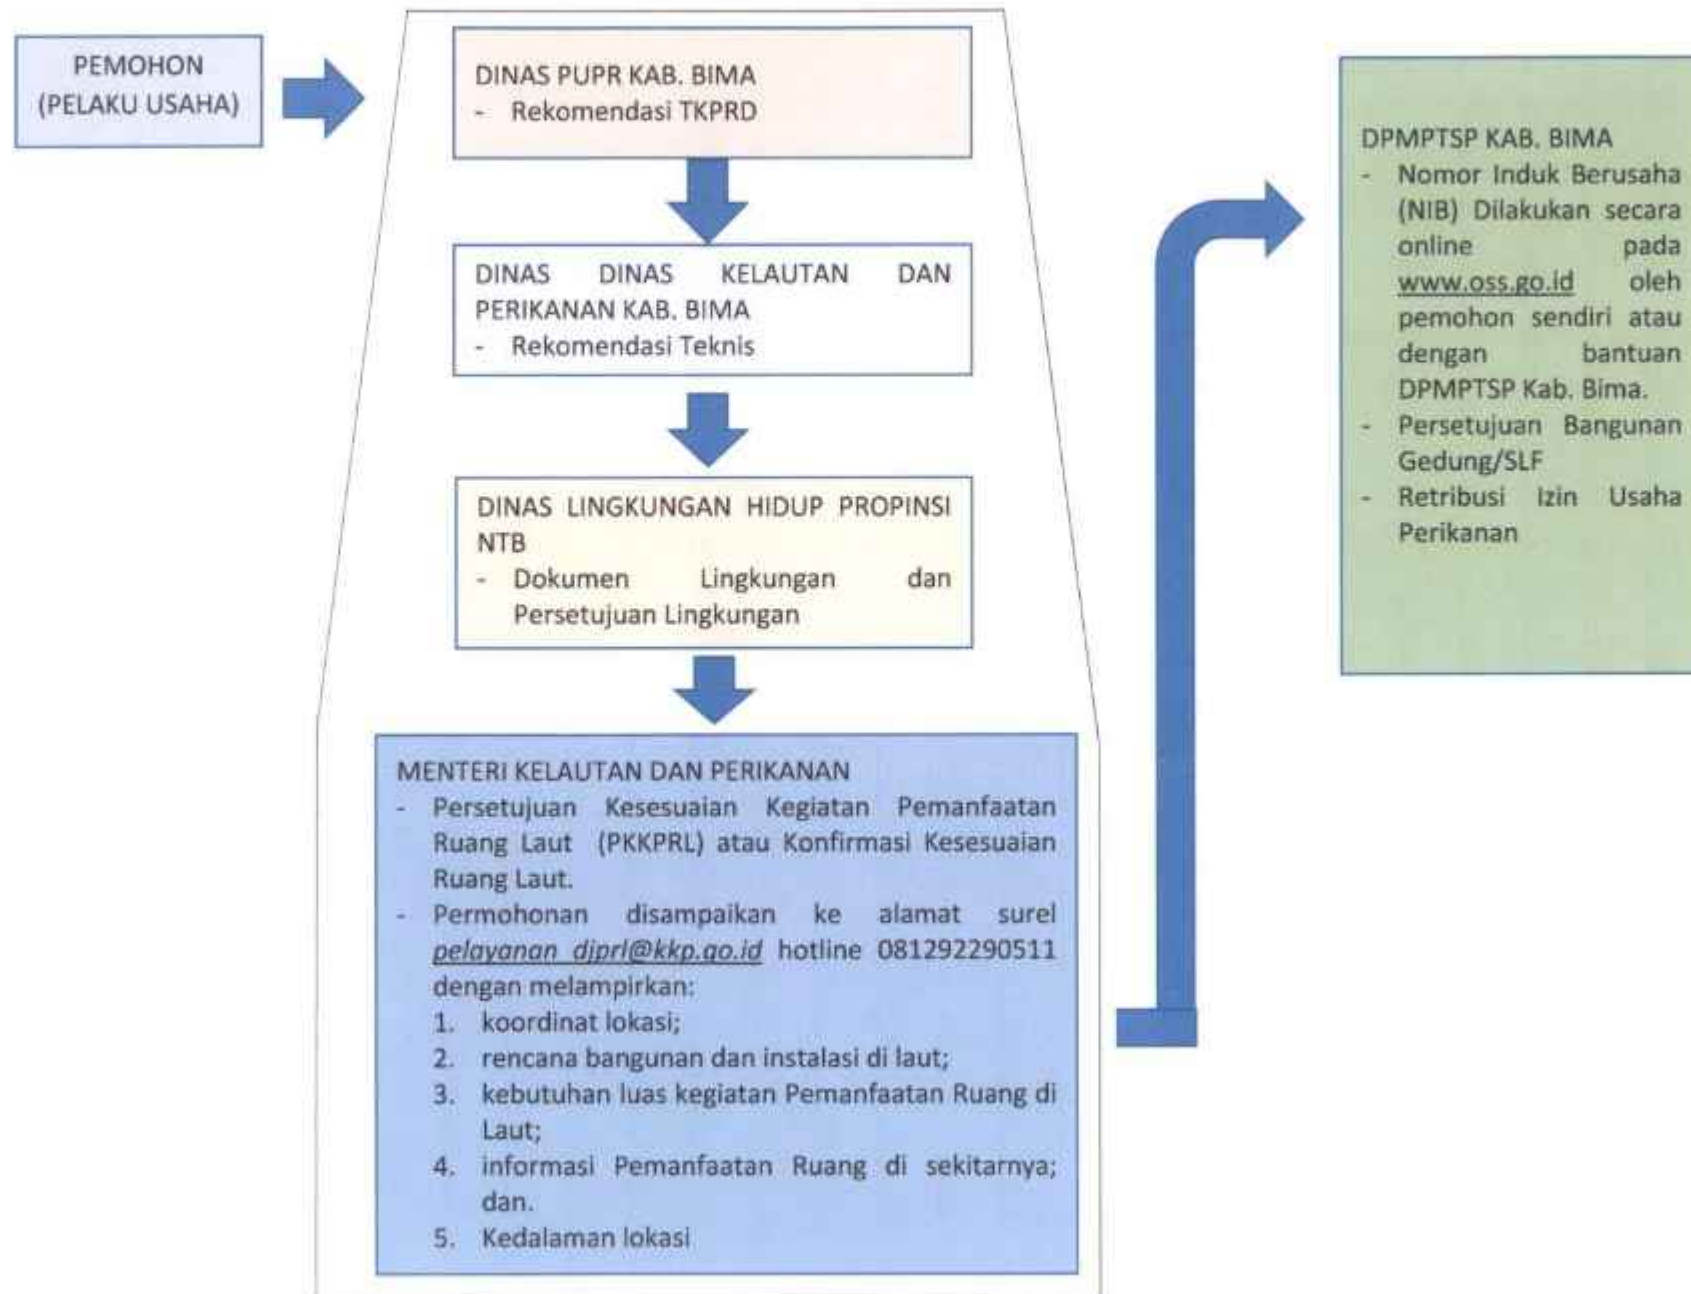 PEMOHON
(PELAKU USAHA)
DINAS PUPR KAB. BIMA
- Rekomendasi TKPRD
DINAS DINAS KELAUTAN DAN
PERIKANAN KAB. BIMA
- Rekomendasi Teknis
DINAS LINGKUNGAN HIDUP PROPINSI
NTB
- Dokumen Lingkungan dan
Persetujuan Lingkungan
MENTERI KELAUTAN DAN PERIKANAN
- Persetujuan Kesesuaian Kegiatan Pemanfaatan
Ruang Laut (PKKPRL) atau Konfirmasi Kesesuaian
Ruang Laut.
- Permohonan disampaikan ke alamat surel
pelayanan djprl@kkp.go.id hotline 081292290511
dengan melampirkan:
1. koordinat lokasi;
2. rencana bangunan dan instalasi di laut;
3. kebutuhan luas kegiatan Pemanfaatan Ruang di
Laut;
4. informasi Pemanfaatan Ruang di sekitarnya;
dan.
5. Kedalaman lokasi
DPMPTSP KAB. BIMA
- Nomor Induk Berusaha
(NIB) Dilakukan secara
online pada
www.oss.go.id oleh
pemohon sendiri atau
dengan bantuan
DPMPTSP Kab. Bima.
- Persetujuan Bangunan
Gedung/SLF
- Retribusi Izin Usaha
Perikanan